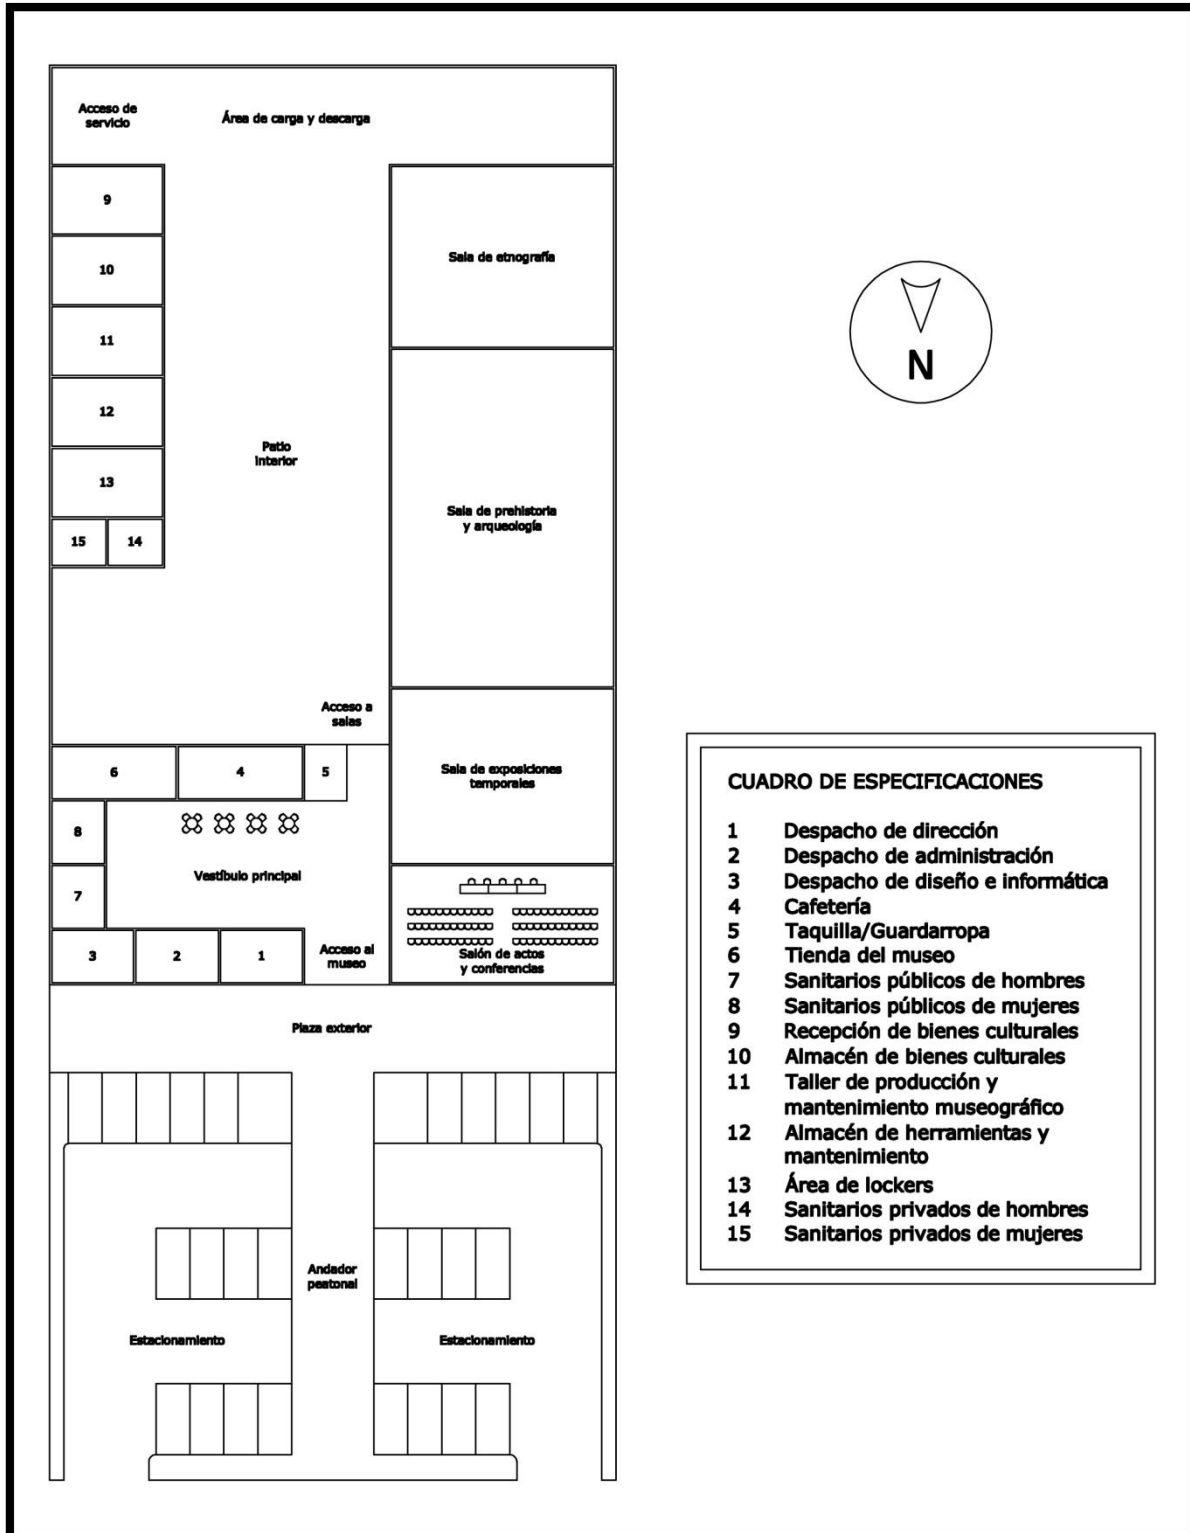 Acceso de
servicio
Área de carga y descarga
9
10
11
12
13
15
14
Patio
interior
Sala de etnografía
Sala de prehistoria
y arqueología
N
Acceso a
salas
6
4
5
Sala de exposiciones
temporales
8
7
Vestíbulo principal
3
2
1
Acceso al
museo
Salón de actos
y conferencias
Plaza exterior
Andador
peatonal
Estacionamiento
Estacionamiento
CUADRO DE ESPECIFICACIONES
1 Despacho de dirección
2 Despacho de administración
3 Despacho de diseño e informática
4 Cafetería
5 Taquilla/Guardarropa
6 Tienda del museo
7 Sanitarios públicos de hombres
8 Sanitarios públicos de mujeres
9 Recepción de bienes culturales
10 Almacén de bienes culturales
11 Taller de producción y
mantenimiento museográfico
12 Almacén de herramientas y
mantenimiento
13 Área de lockers
14 Sanitarios privados de hombres
15 Sanitarios privados de mujeres